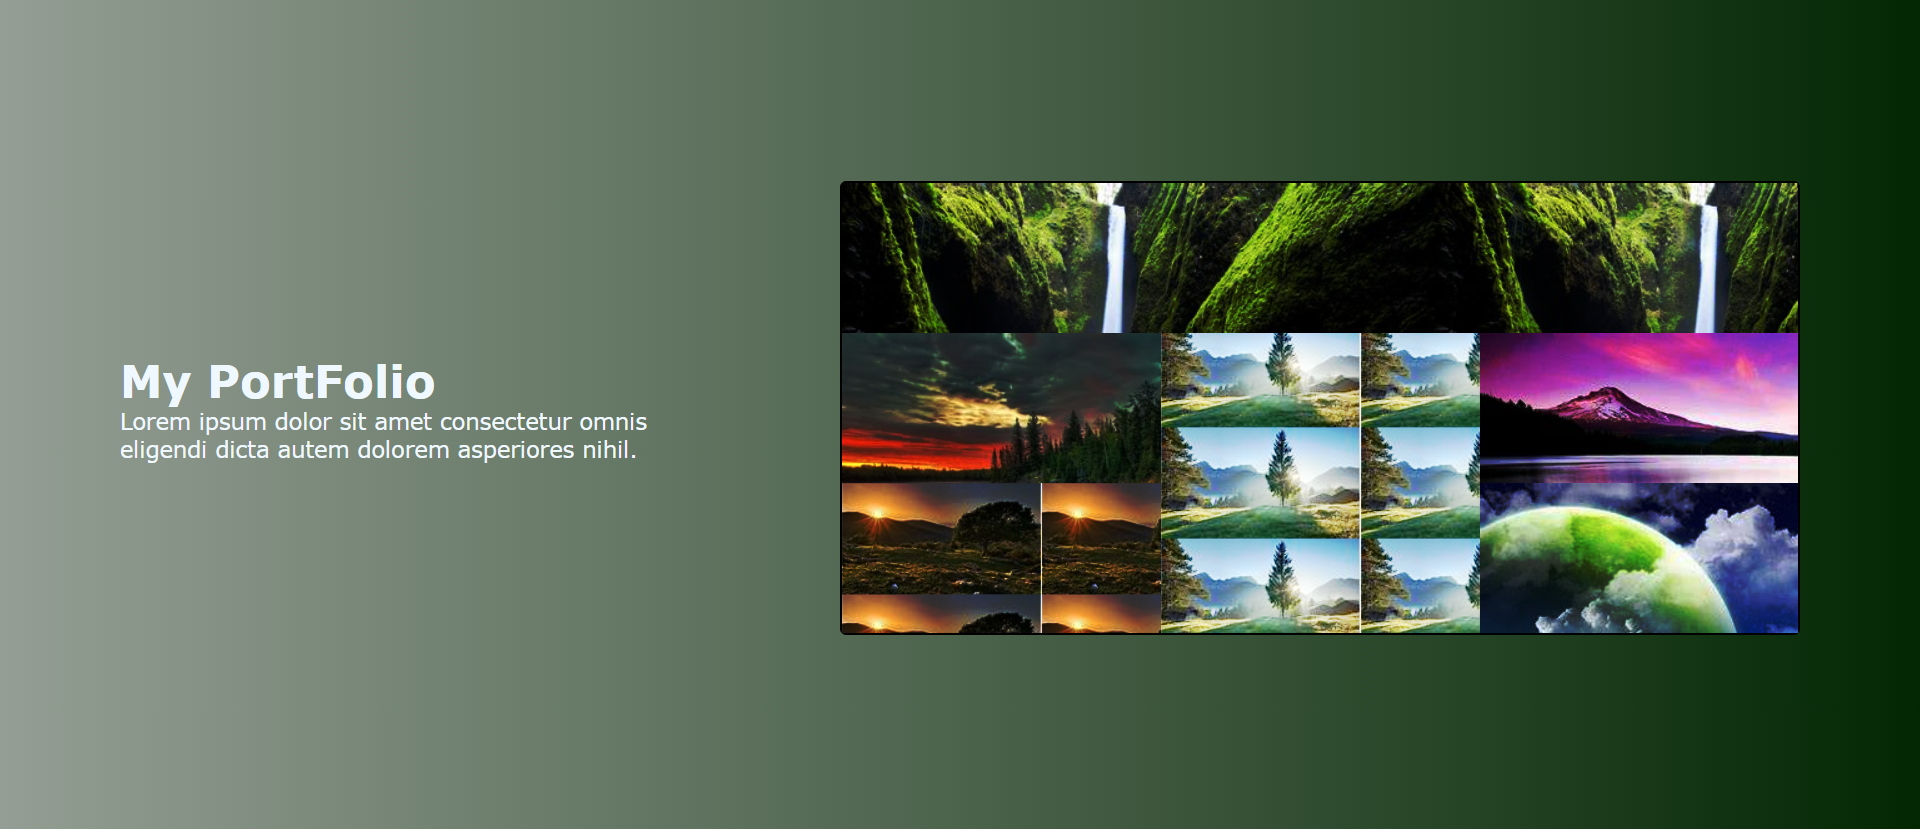 My PortFolio
Lorem ipsum dolor sit amet consectetur omnis
eligendi dicta autem dolorem asperiores nihil.